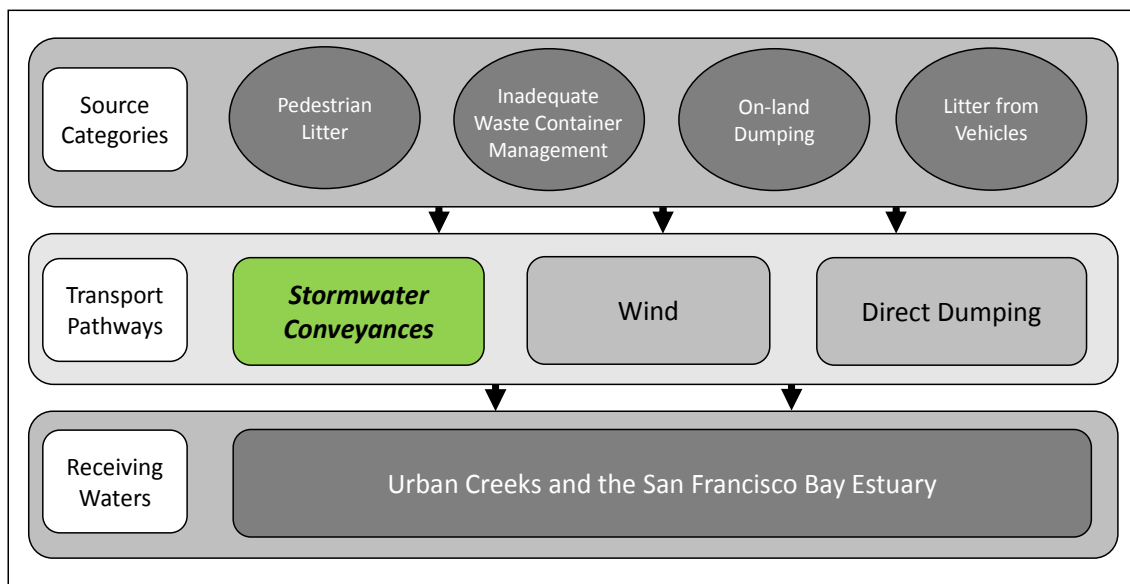 Source
Categories
Pedestrian
Litter
Inadequate
Waste Container
Management
On-land
Dumping
Litter from
Vehicles
Transport
Pathways
Stormwater
Conveyances
Wind
Direct Dumping
Receiving
Waters
Urban Creeks and the San Francisco Bay Estuary